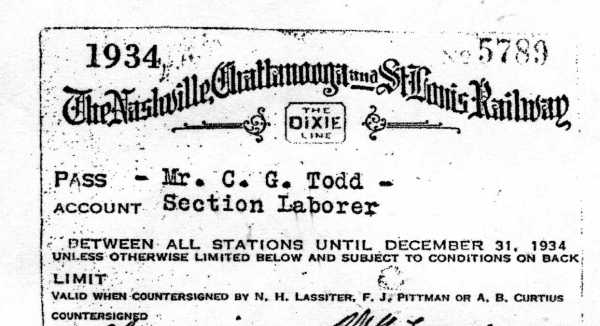 1934
No 5789
The Nashville, Chattanooga and St. Louis Railway
THE
DIXIE
LINE
PASS - Mr. C. G. Todd -
ACCOUNT Section Laborer
BETWEEN ALL STATIONS UNTIL DECEMBER 31, 1934
UNLESS OTHERWISE LIMITED BELOW AND SUBJECT TO CONDITIONS ON BACK
LIMIT
VALID WHEN COUNTERSIGNED BY N. H. LASSITER, F. J. PITTMAN OR A. B. CURTIUS
COUNTERSIGNED